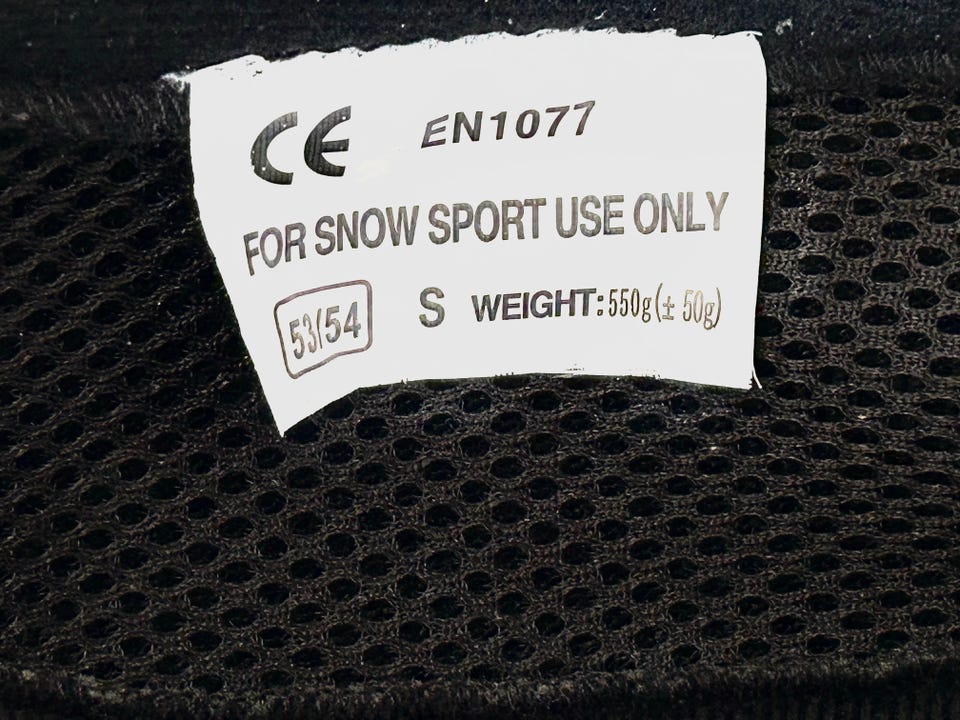 CE EN1077
FOR SNOW SPORT USE ONLY
53/54 S WEIGHT: 550g (± 50g)